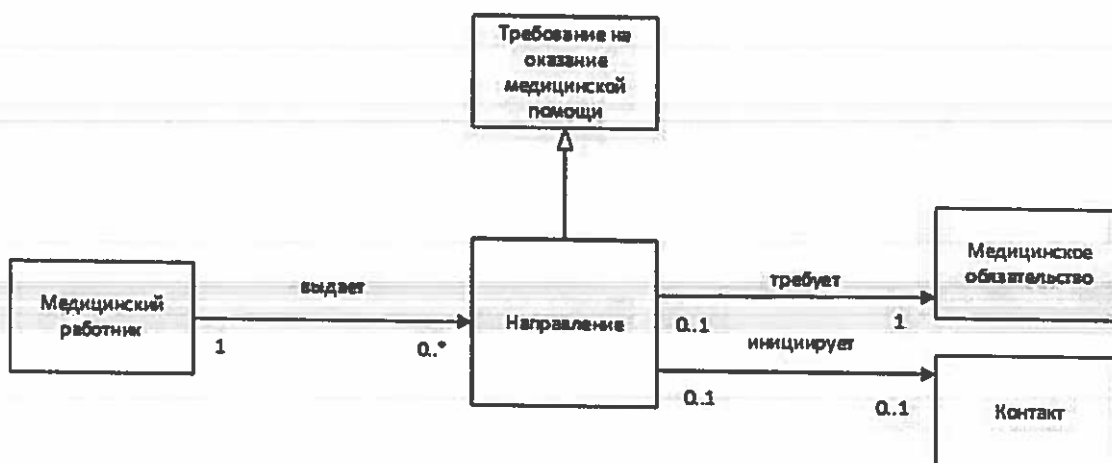 Требование на
оказание
медицинской
помощи
Медицинский
работник
выдает
1
0..*
Направление
требует
0..1
1
инициирует
0..1
0..1
Медицинское
обязательство
Контакт